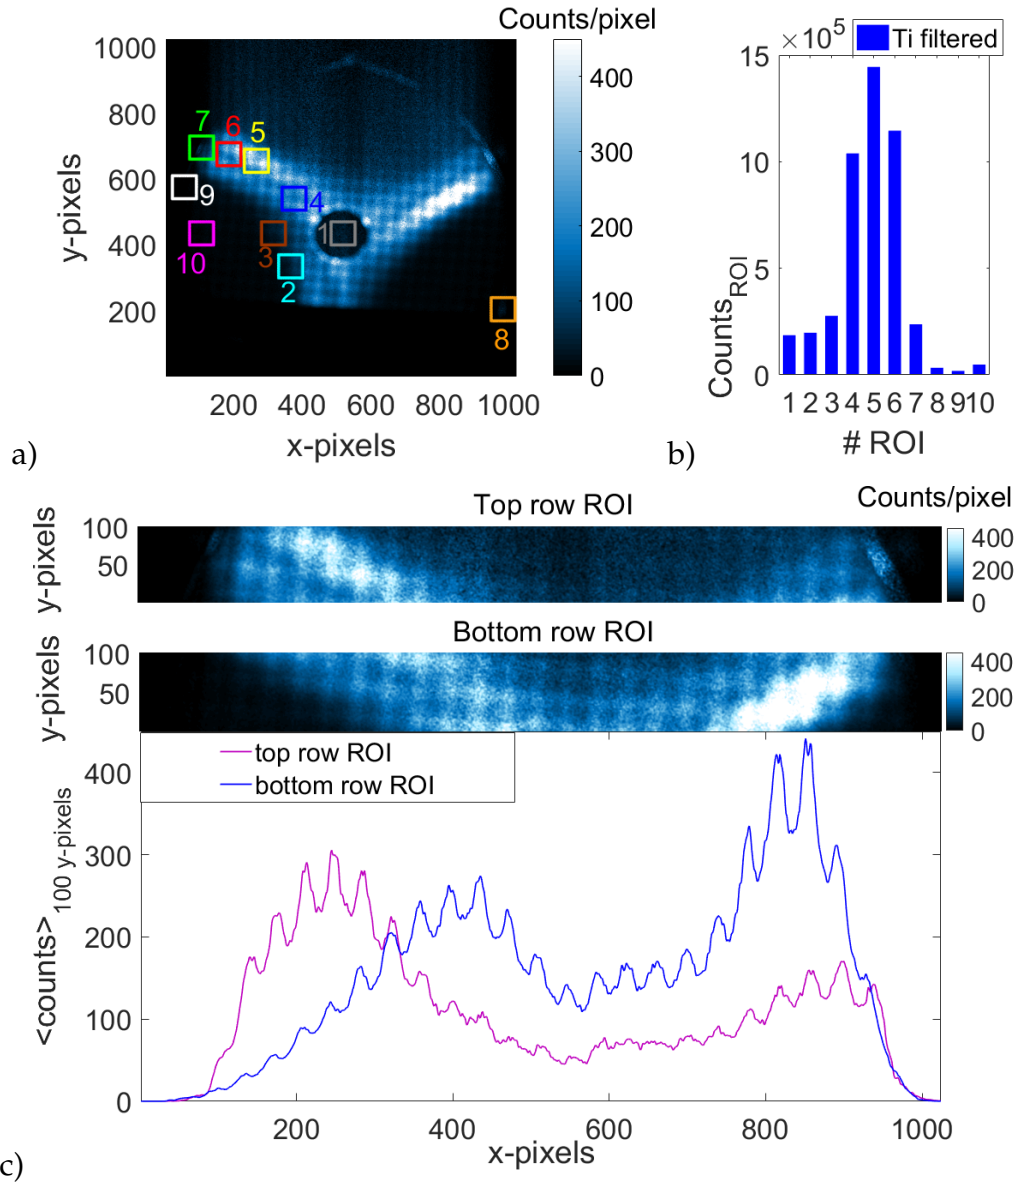 Counts/pixel
1000
800
600
400
200
y-pixels
7
6
5
9
4
1
10
3
2
8
400
300
200
100
0
200 400 600 800 1000
x-pixels
a)
×10⁵
Ti filtered
15
10
5
0
Counts_ROI
1 2 3 4 5 6 7 8 9 10
# ROI
b)
Top row ROI
Counts/pixel
100
50
y-pixels
400
200
0
Bottom row ROI
100
50
y-pixels
400
200
0
top row ROI
bottom row ROI
400
300
200
100
0
<counts>_100 y-pixels
200 400 600 800 1000
x-pixels
c)